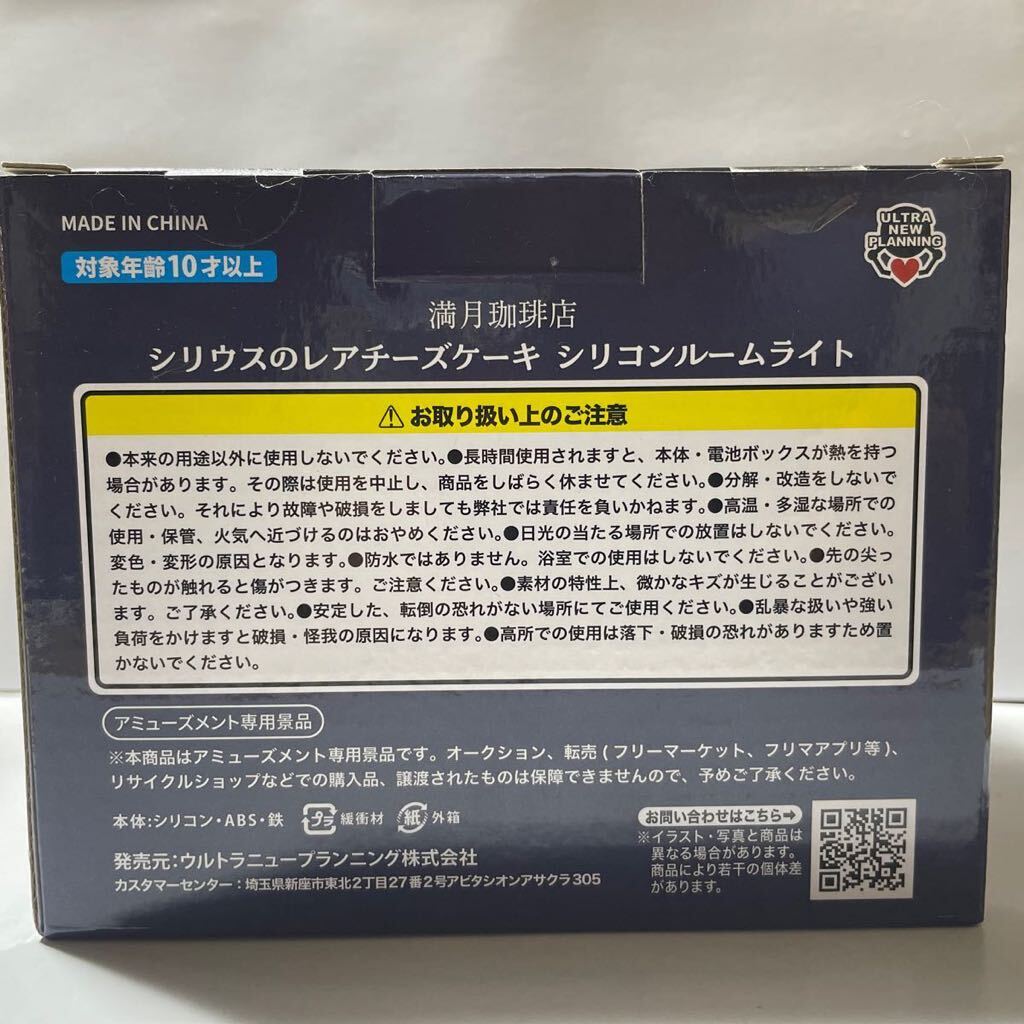 MADE IN CHINA
対象年齢10才以上
ULTRA
NEW
PLANNING
満月珈琲店
シリウスのレアチーズケーキ シリコンルームライト
⚠お取り扱い上のご注意
●本来の用途以外に使用しないでください。●長時間使用されますと、本体・電池ボックスが熱を持つ
場合があります。その際は使用を中止し、商品をしばらく休ませてください。●分解・改造をしないで
ください。それにより故障や破損をしましても弊社では責任を負いかねます。●高温・多湿な場所での
使用・保管、火気へ近づけるのはおやめください。●日光の当たる場所での放置はしないでください。
変色・変形の原因となります。●防水ではありません。浴室での使用はしないでください。●先の尖っ
たものが触れると傷がつきます。ご注意ください。●素材の特性上、微かなキズが生じることがござい
ます。ご了承ください。●安定した、転倒の恐れがない場所にてご使用ください。●乱暴な扱いや強い
負荷をかけますと破損・怪我の原因になります。●高所での使用は落下・破損の恐れがありますため置
かないでください。
アミューズメント専用景品
※本商品はアミューズメント専用景品です。オークション、転売(フリーマーケット、フリマアプリ等)、
リサイクルショップなどでの購入品、譲渡されたものは保障できませんので、予めご了承ください。
本体:シリコン・ABS・鉄 プラ 緩衝材 紙 外箱
発売元:ウルトラニュープランニング株式会社
カスタマーセンター:埼玉県新座市東北2丁目27番2号アビタシオンアサクラ305
お問い合わせはこちら→
※イラスト・写真と商品は
異なる場合があります。
商品により若干の個体差
があります。